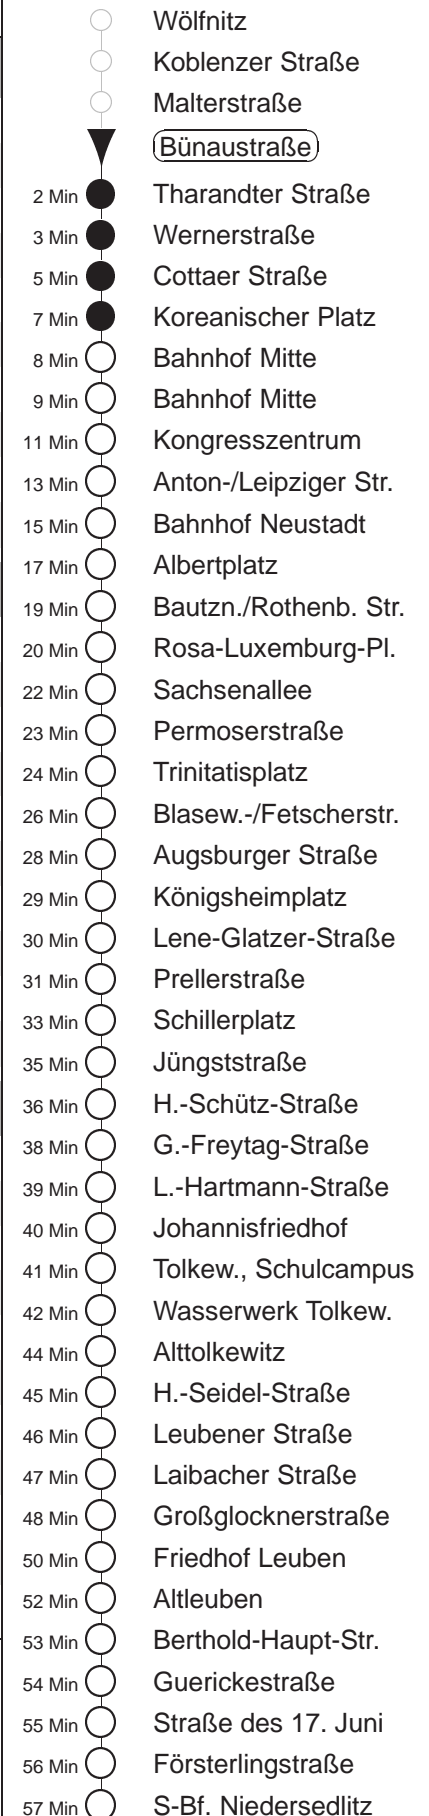 Wölfnitz
Koblenzer Straße
Malterstraße
Bünaustraße
2 Min Tharandter Straße
3 Min Wernerstraße
5 Min Cottaer Straße
7 Min Koreanischer Platz
8 Min Bahnhof Mitte
9 Min Bahnhof Mitte
11 Min Kongresszentrum
13 Min Anton-/Leipziger Str.
15 Min Bahnhof Neustadt
17 Min Albertplatz
19 Min Bautzn./Rothenb. Str.
20 Min Rosa-Luxemburg-Pl.
22 Min Sachsenallee
23 Min Permoserstraße
24 Min Trinitatisplatz
26 Min Blasew.-/Fetscherstr.
28 Min Augsburger Straße
29 Min Königsheimplatz
30 Min Lene-Glatzer-Straße
31 Min Prellerstraße
33 Min Schillerplatz
35 Min Jüngststraße
36 Min H.-Schütz-Straße
38 Min G.-Freytag-Straße
39 Min L.-Hartmann-Straße
40 Min Johannisfriedhof
41 Min Tolkew., Schulcampus
42 Min Wasserwerk Tolkew.
44 Min Alttolkewitz
45 Min H.-Seidel-Straße
46 Min Leubener Straße
47 Min Laibacher Straße
48 Min Großglocknerstraße
50 Min Friedhof Leuben
52 Min Altleuben
53 Min Berthold-Haupt-Str.
54 Min Guerickestraße
55 Min Straße des 17. Juni
56 Min Försterlingstraße
57 Min S-Bf. Niedersedlitz